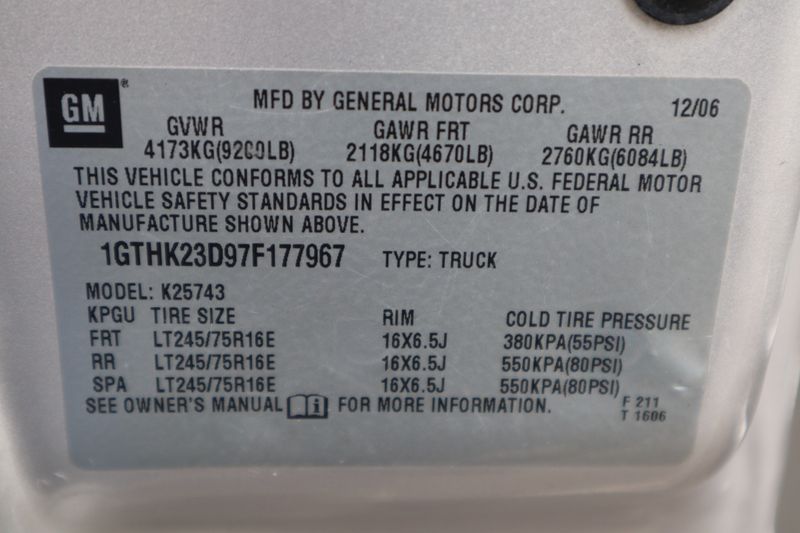 GM®
MFD BY GENERAL MOTORS CORP. 12/06
GVWR GAWR FRT GAWR RR
4173KG(9200LB) 2118KG(4670LB) 2760KG(6084LB)
THIS VEHICLE CONFORMS TO ALL APPLICABLE U.S. FEDERAL MOTOR
VEHICLE SAFETY STANDARDS IN EFFECT ON THE DATE OF
MANUFACTURE SHOWN ABOVE.
1GTHK23D97F177967 TYPE: TRUCK
MODEL: K25743
KPGU TIRE SIZE RIM COLD TIRE PRESSURE
FRT LT245/75R16E 16X6.5J 380KPA(55PSI)
RR LT245/75R16E 16X6.5J 550KPA(80PSI)
SPA LT245/75R16E 16X6.5J 550KPA(80PSI)
SEE OWNER'S MANUAL i FOR MORE INFORMATION. F 211
T 1606